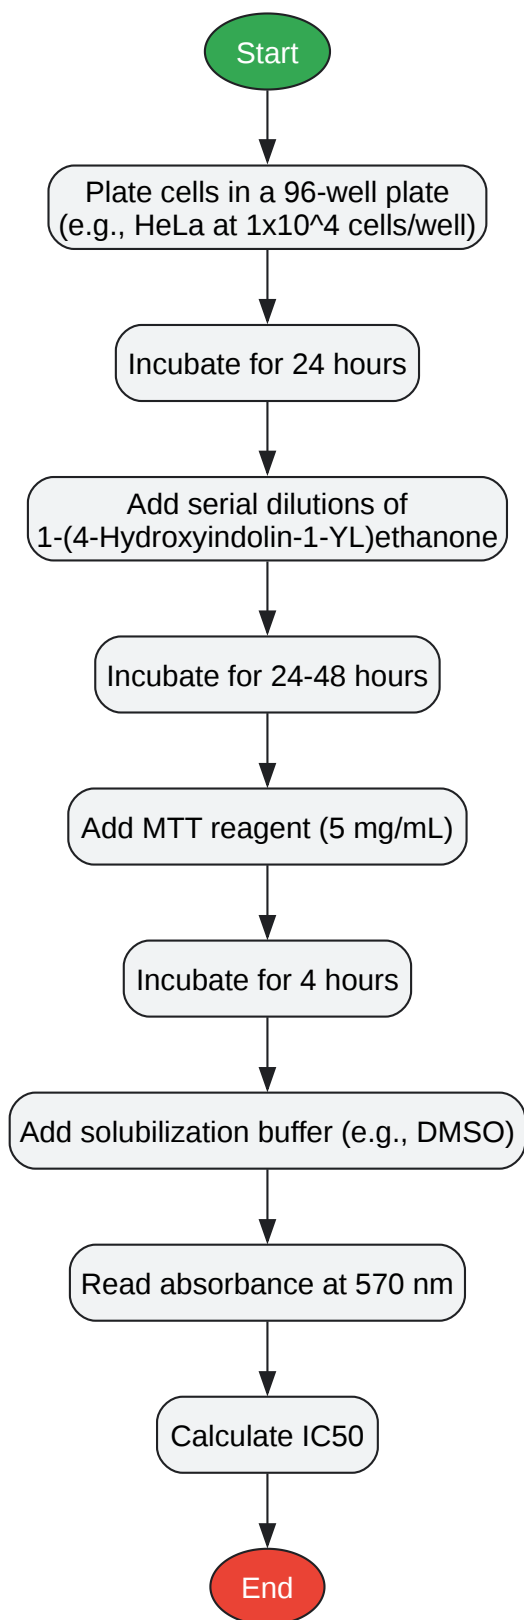 Start
Plate cells in a 96-well plate
(e.g., HeLa at 1x10^4 cells/well)
Incubate for 24 hours
Add serial dilutions of
1-(4-Hydroxyindolin-1-YL)ethanone
Incubate for 24-48 hours
Add MTT reagent (5 mg/mL)
Incubate for 4 hours
Add solubilization buffer (e.g., DMSO)
Read absorbance at 570 nm
Calculate IC50
End